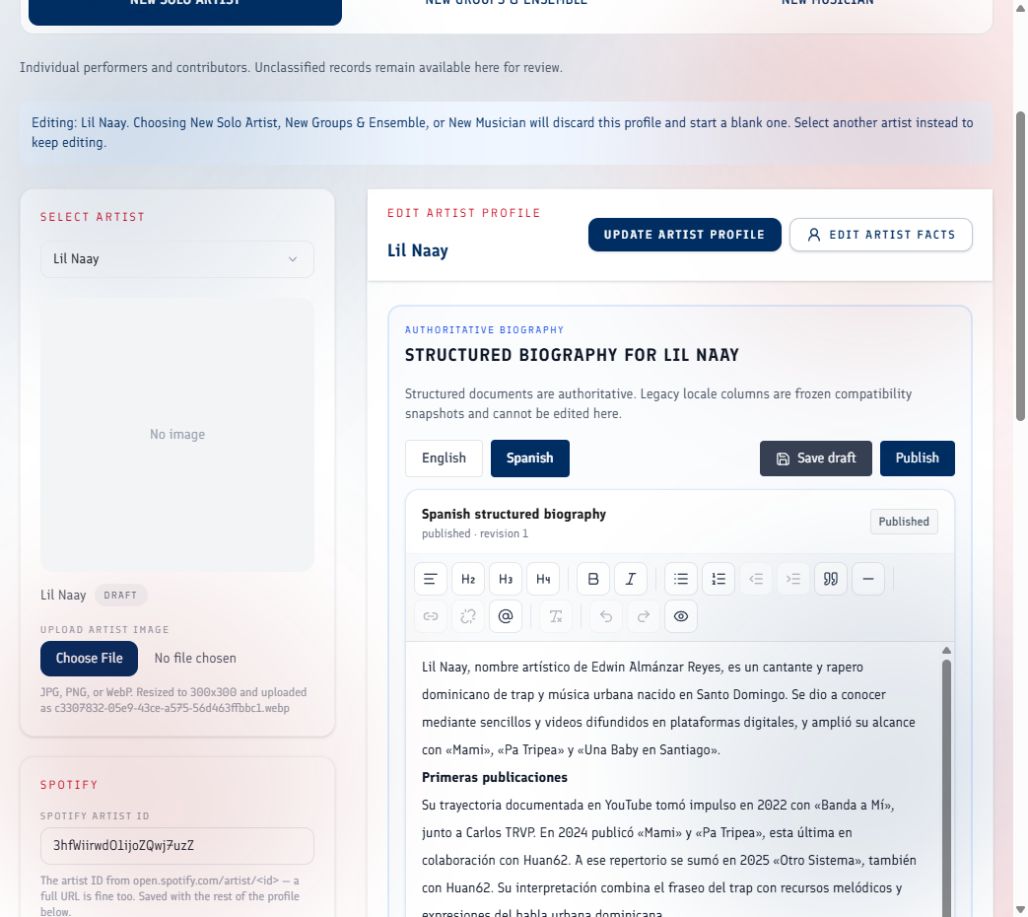 NEW SOLO ARTIST
NEW GROUPS & ENSEMBLE
NEW MUSICIAN
Individual performers and contributors. Unclassified records remain available here for review.
Editing: Lil Naay. Choosing New Solo Artist, New Groups & Ensemble, or New Musician will discard this profile and start a blank one. Select another artist instead to
keep editing.
SELECT ARTIST
Lil Naay
No image
Lil Naay DRAFT
UPLOAD ARTIST IMAGE
Choose File No file chosen
JPG, PNG, or WebP. Resized to 300x300 and uploaded
as c3307832-05e9-43ce-a575-56d463ffbbc1.webp
SPOTIFY
SPOTIFY ARTIST ID
3hfWiirwdO1ijoZQwj7uzZ
The artist ID from open.spotify.com/artist/<id> — a
full URL is fine too. Saved with the rest of the profile
below.
EDIT ARTIST PROFILE
Lil Naay
UPDATE ARTIST PROFILE
EDIT ARTIST FACTS
AUTHORITATIVE BIOGRAPHY
STRUCTURED BIOGRAPHY FOR LIL NAAY
Structured documents are authoritative. Legacy locale columns are frozen compatibility
snapshots and cannot be edited here.
English Spanish Save draft Publish
Spanish structured biography
published · revision 1
Published
H2 H3 H4 B I
Lil Naay, nombre artístico de Edwin Almánzar Reyes, es un cantante y rapero
dominicano de trap y música urbana nacido en Santo Domingo. Se dio a conocer
mediante sencillos y videos difundidos en plataformas digitales, y amplió su alcance
con «Mami», «Pa Tripea» y «Una Baby en Santiago».
Primeras publicaciones
Su trayectoria documentada en YouTube tomó impulso en 2022 con «Banda a Mí»,
junto a Carlos TRVP. En 2024 publicó «Mami» y «Pa Tripea», esta última en
colaboración con Huan62. A ese repertorio se sumó en 2025 «Otro Sistema», también
con Huan62. Su interpretación combina el fraseo del trap con recursos melódicos y
expresiones del habla urbana dominicana.